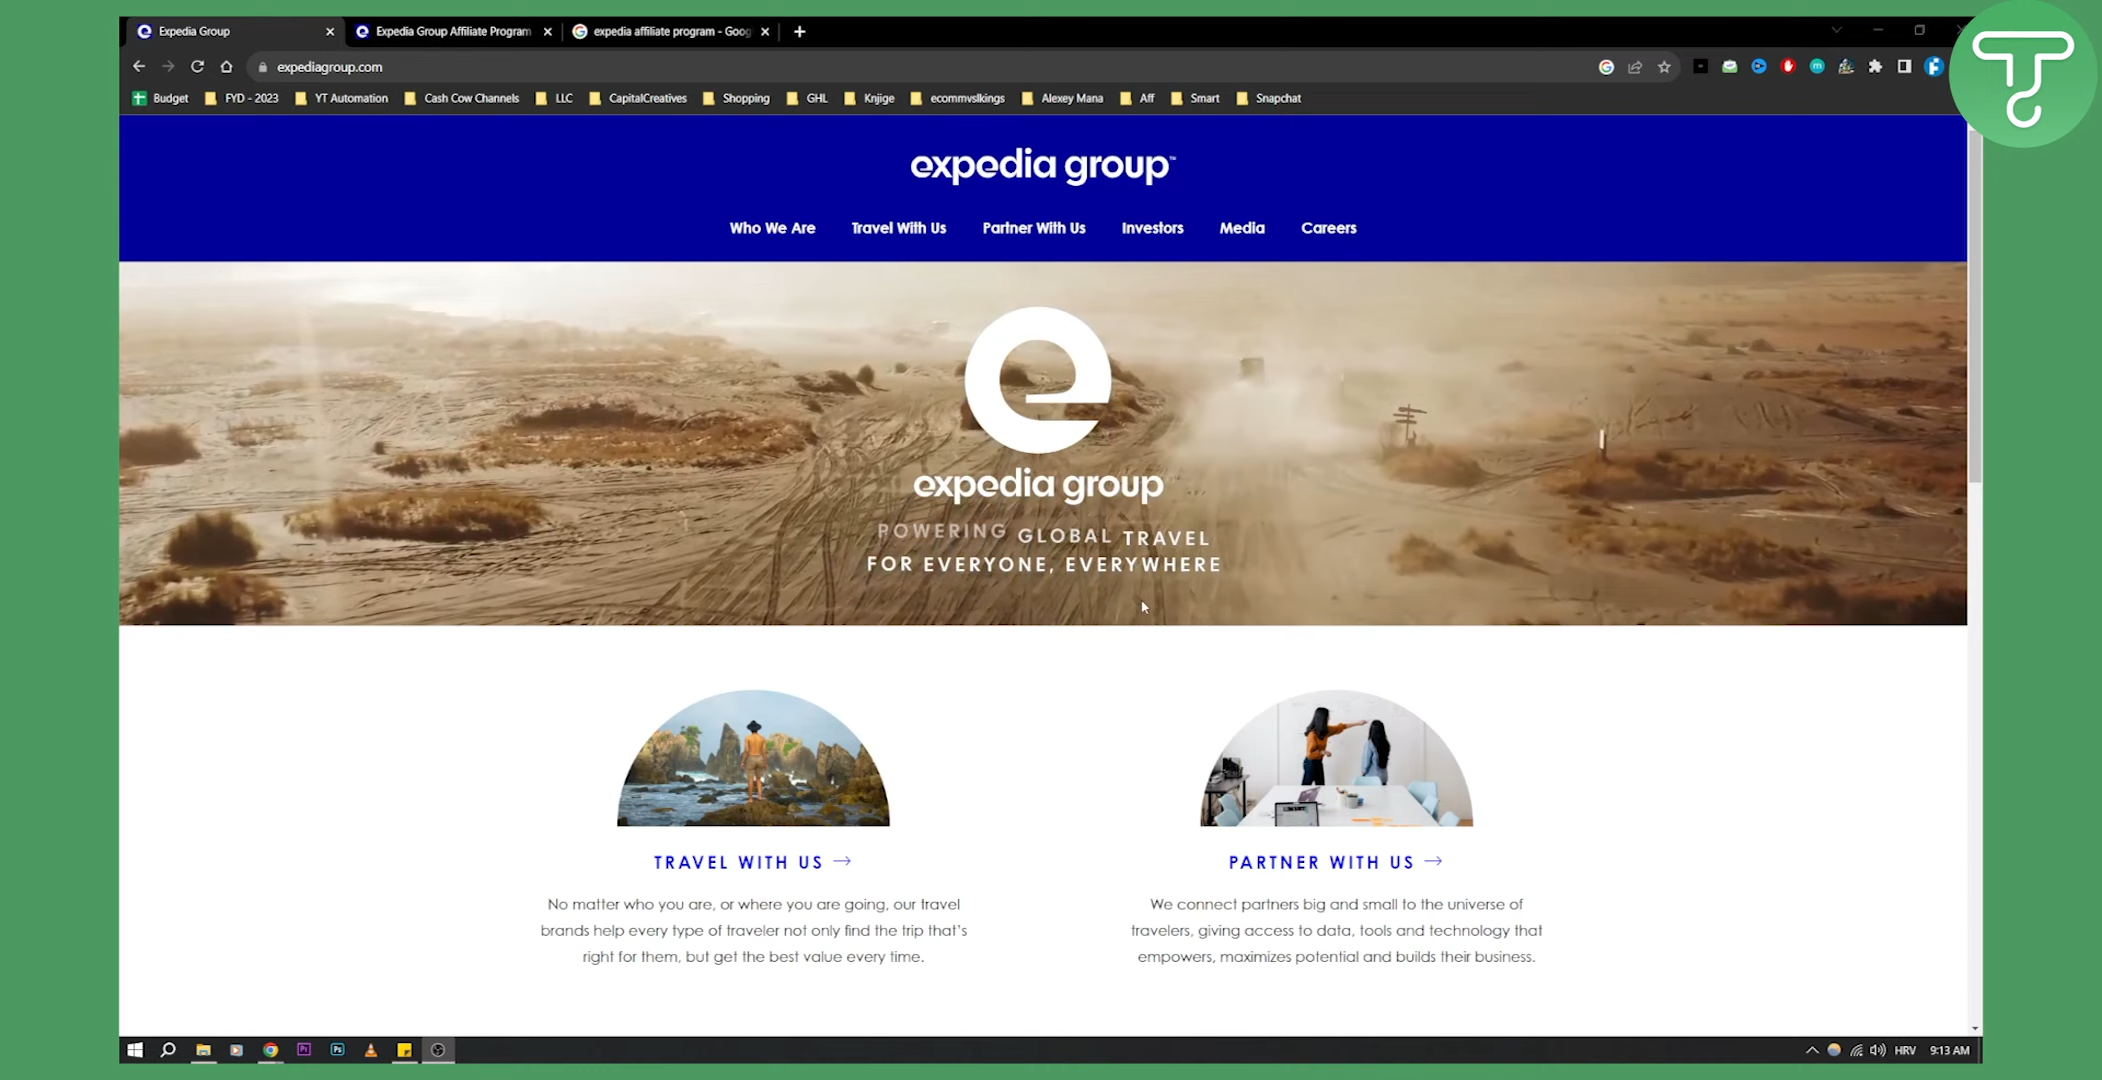 Expedia Group
Expedia Group Affiliate Program
expedia affiliate program - Goog
expediagroup.com
Budget FYD - 2023 YT Automation Cash Cow Channels LLC CapitalCreatives Shopping GHL Knjige ecommvslkings Alexey Mana Aff Smart Snapchat
expedia group™
Who We Are Travel With Us Partner With Us Investors Media Careers
expedia group
POWERING GLOBAL TRAVEL
FOR EVERYONE, EVERYWHERE
TRAVEL WITH US →
No matter who you are, or where you are going, our travel
brands help every type of traveler not only find the trip that's
right for them, but get the best value every time.
PARTNER WITH US →
We connect partners big and small to the universe of
travelers, giving access to data, tools and technology that
empowers, maximizes potential and builds their business.
Pr
Ps
HRV 9:13 AM